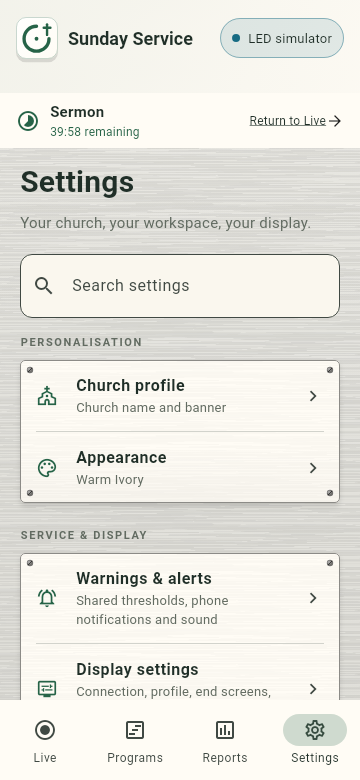 Sunday Service
LED simulator
Sermon
39:58 remaining
Return to Live
Settings
Your church, your workspace, your display.
Search settings
PERSONALISATION
Church profile
Church name and banner
Appearance
Warm Ivory
SERVICE & DISPLAY
Warnings & alerts
Shared thresholds, phone
notifications and sound
Display settings
Connection, profile, end screens,
Live
Programs
Reports
Settings